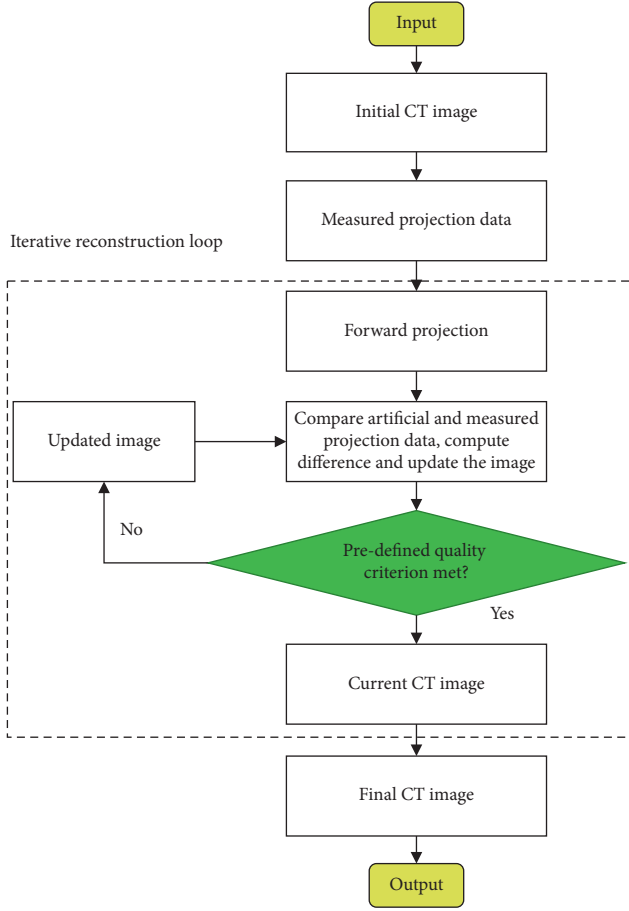 Input
Initial CT image
Measured projection data
Iterative reconstruction loop
Forward projection
Updated image
Compare artificial and measured
projection data, compute
difference and update the image
No
Pre-defined quality
criterion met?
Yes
Current CT image
Final CT image
Output